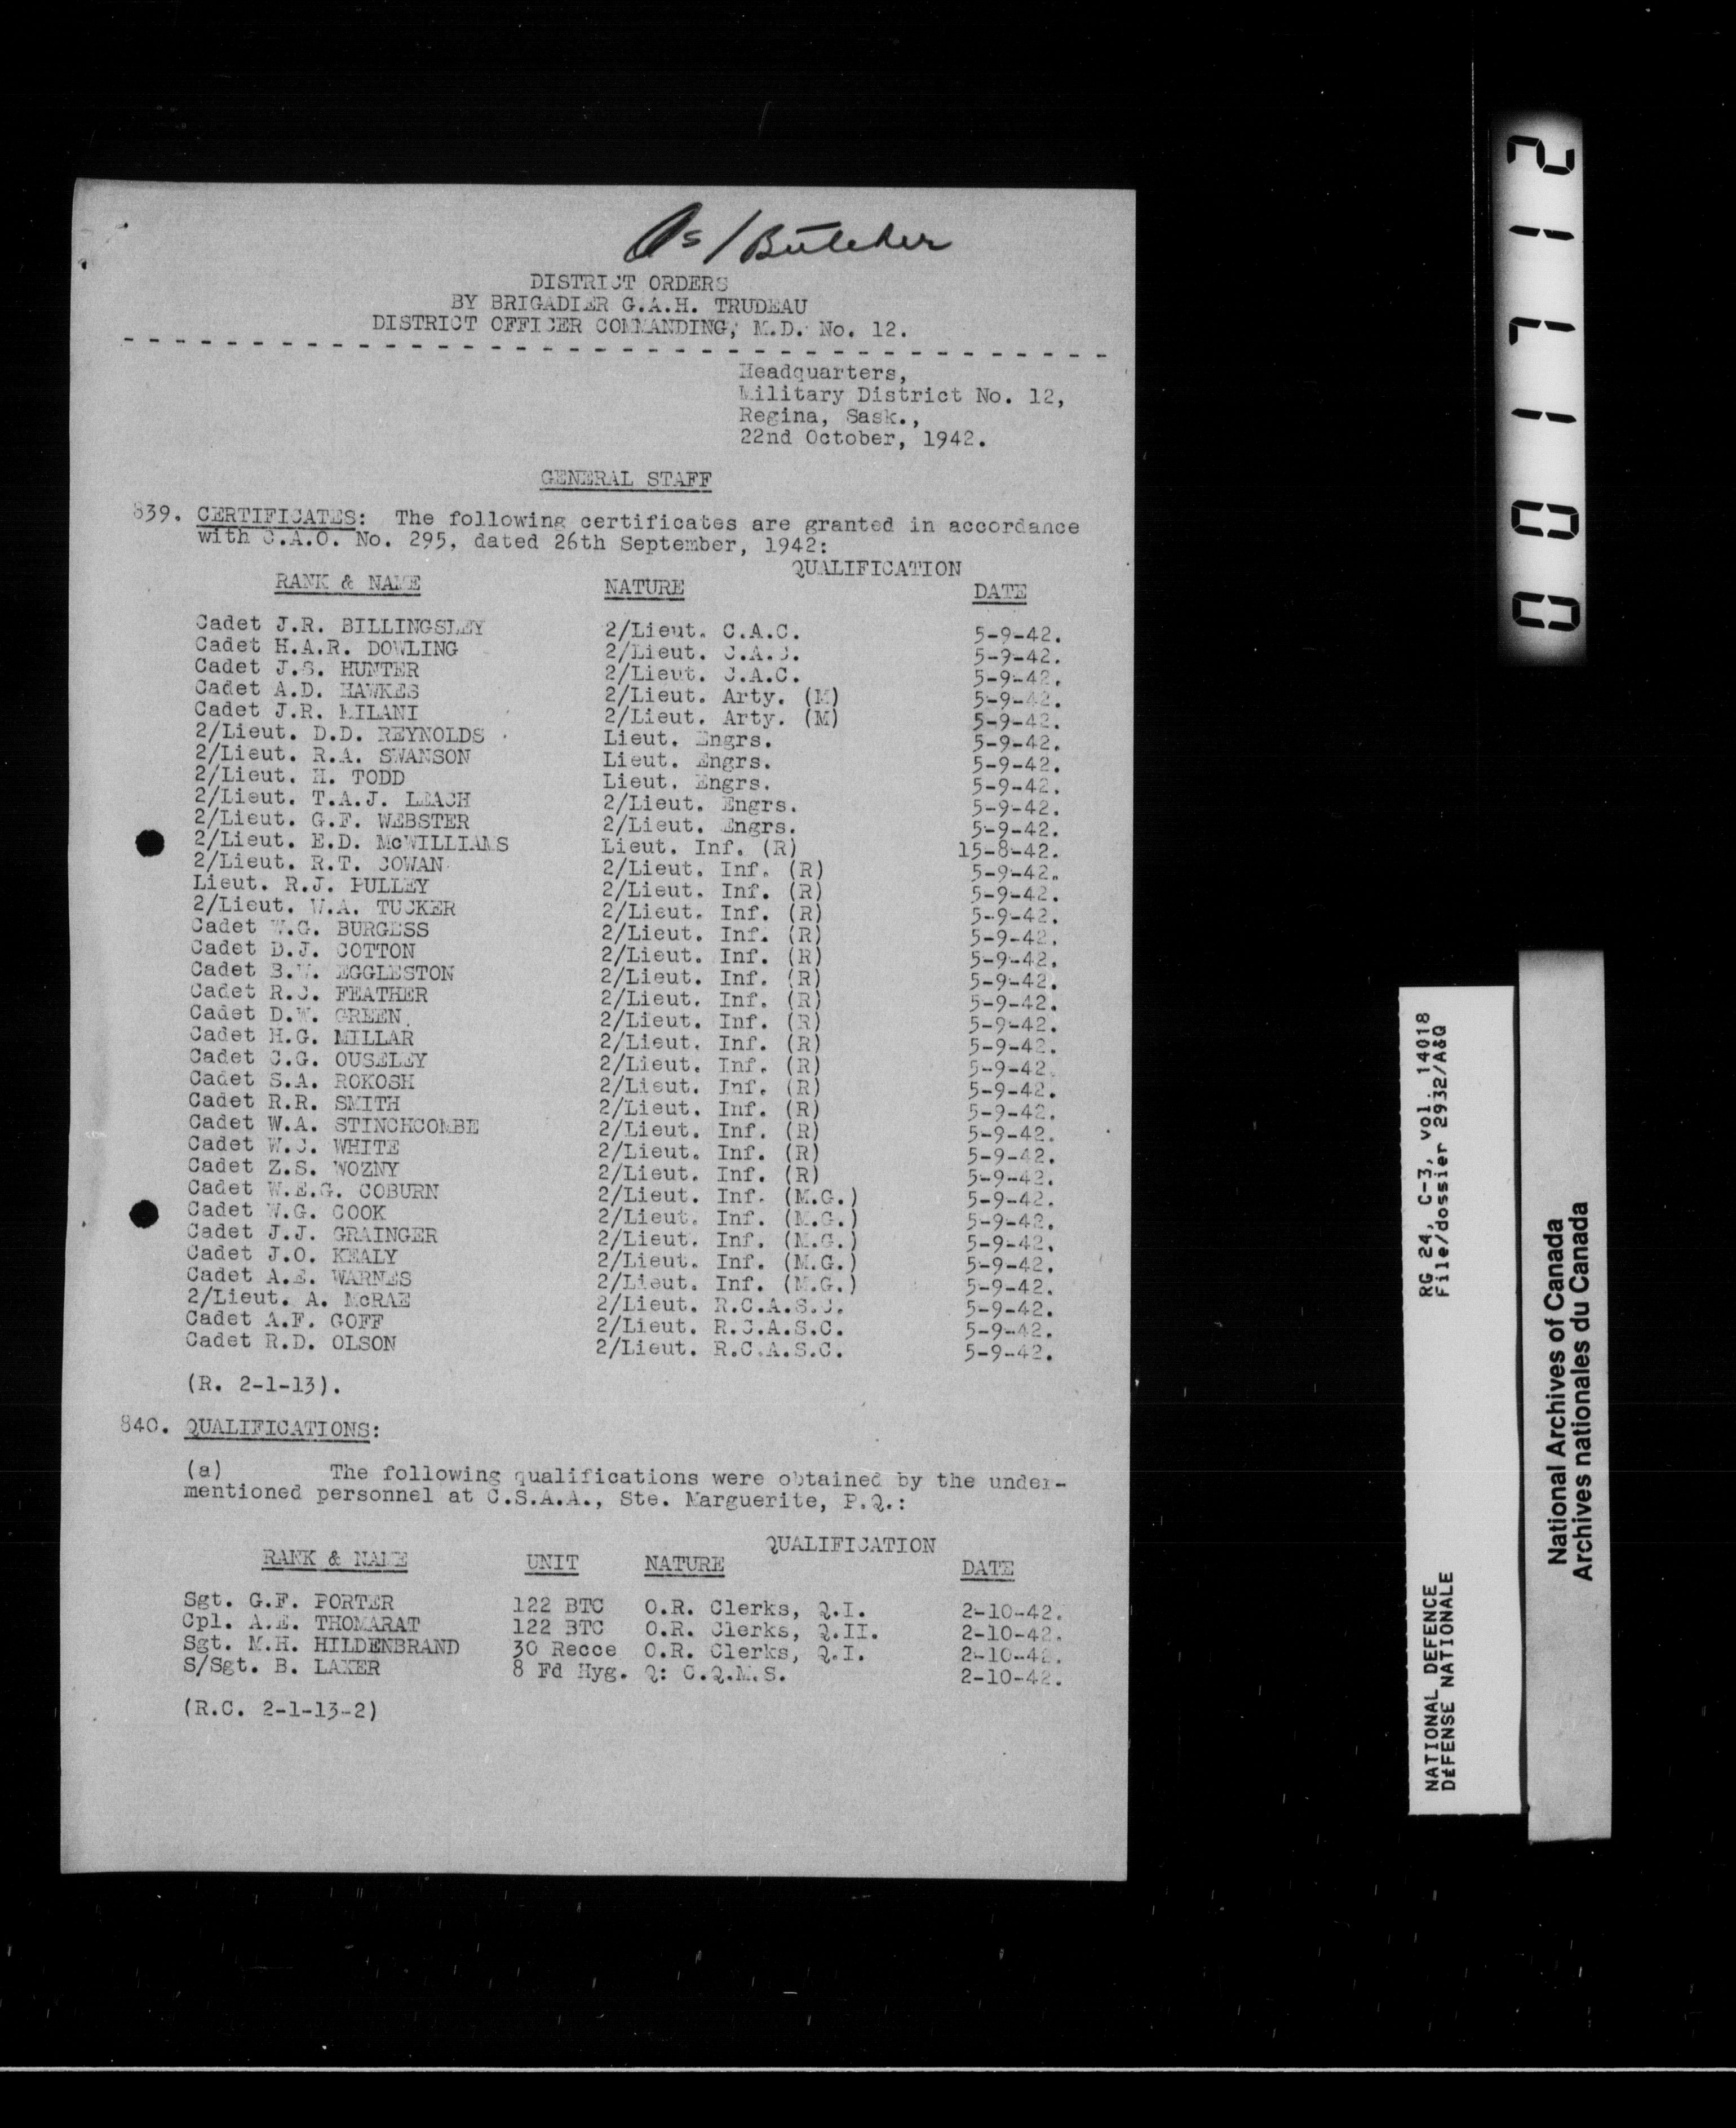 Butcher
DISTRICT ORDERS
BY BRIGADIER G.A.H. TRUDEAU
DISTRICT OFFICER COMMANDING, M.D. No. 12.
Headquarters,
Military District No. 12,
Regina, Sask.,
22nd October, 1942.
GENERAL STAFF
839. CERTIFICATES: The following certificates are granted in accordance
with C.A.O. No. 295, dated 26th September, 1942:
QUALIFICATION
RANK & NAME NATURE DATE
Cadet J.R. BILLINGSLEY 2/Lieut. C.A.C. 5-9-42.
Cadet H.A.R. DOWLING 2/Lieut. C.A.C. 5-9-42.
Cadet J.S. HUNTER 2/Lieut. C.A.C. 5-9-42.
Cadet A.D. HAWKES 2/Lieut. Arty. (M) 5-9-42.
Cadet J.R. MILANI 2/Lieut. Arty. (M) 5-9-42.
2/Lieut. D.D. REYNOLDS Lieut. Engrs. 5-9-42.
2/Lieut. R.A. SWANSON Lieut. Engrs. 5-9-42.
2/Lieut. H. TODD Lieut. Engrs. 5-9-42.
2/Lieut. T.A.J. LEACH 2/Lieut. Engrs. 5-9-42.
2/Lieut. G.F. WEBSTER 2/Lieut. Engrs. 5-9-42.
2/Lieut. E.D. McWILLIAMS Lieut. Inf. (R) 15-8-42.
2/Lieut. R.T. COWAN 2/Lieut. Inf. (R) 5-9-42.
Lieut. R.J. PULLEY 2/Lieut. Inf. (R) 5-9-42.
2/Lieut. W.A. TUCKER 2/Lieut. Inf. (R) 5-9-42.
Cadet W.G. BURGESS 2/Lieut. Inf. (R) 5-9-42.
Cadet D.J. COTTON 2/Lieut. Inf. (R) 5-9-42.
Cadet B.W. EGGLESTON 2/Lieut. Inf. (R) 5-9-42.
Cadet R.C. FEATHER 2/Lieut. Inf. (R) 5-9-42.
Cadet D.W. GREEN 2/Lieut. Inf. (R) 5-9-42.
Cadet H.G. MILLAR 2/Lieut. Inf. (R) 5-9-42.
Cadet C.G. OUSELEY 2/Lieut. Inf. (R) 5-9-42.
Cadet S.A. ROKOSH 2/Lieut. Inf. (R) 5-9-42.
Cadet R.R. SMITH 2/Lieut. Inf. (R) 5-9-42.
Cadet W.A. STINCHCOMBE 2/Lieut. Inf. (R) 5-9-42.
Cadet W.C. WHITE 2/Lieut. Inf. (R) 5-9-42.
Cadet Z.S. WOZNY 2/Lieut. Inf. (R) 5-9-42.
Cadet W.E.G. COBURN 2/Lieut. Inf. (M.G.) 5-9-42.
Cadet W.G. COOK 2/Lieut. Inf. (M.G.) 5-9-42.
Cadet J.J. GRAINGER 2/Lieut. Inf. (M.G.) 5-9-42.
Cadet J.O. KEALY 2/Lieut. Inf. (M.G.) 5-9-42.
Cadet A.E. WARNES 2/Lieut. Inf. (M.G.) 5-9-42.
2/Lieut. A. McRAE 2/Lieut. R.C.A.S.C. 5-9-42.
Cadet A.F. GOFF 2/Lieut. R.C.A.S.C. 5-9-42.
Cadet R.D. OLSON 2/Lieut. R.C.A.S.C. 5-9-42.
(R. 2-1-13).
840. QUALIFICATIONS:
(a) The following qualifications were obtained by the under-
mentioned personnel at C.S.A.A., Ste. Marguerite, P.Q.:
QUALIFICATION
RANK & NAME UNIT NATURE DATE
Sgt. G.F. PORTER 122 BTC O.R. Clerks, Q.I. 2-10-42.
Cpl. A.E. THOMARAT 122 BTC O.R. Clerks, Q.II. 2-10-42.
Sgt. M.H. HILDENBRAND 30 Recce O.R. Clerks, Q.I. 2-10-42.
S/Sgt. B. LAXER 8 Fd Hyg. Q: C.Q.M.S. 2-10-42.
(R.C. 2-1-13-2)
001712
NATIONAL DEFENCE RG 24, C-3, vol. 14018
DÉFENSE NATIONALE File/dossier 2932/A&Q
National Archives of Canada
Archives nationales du Canada